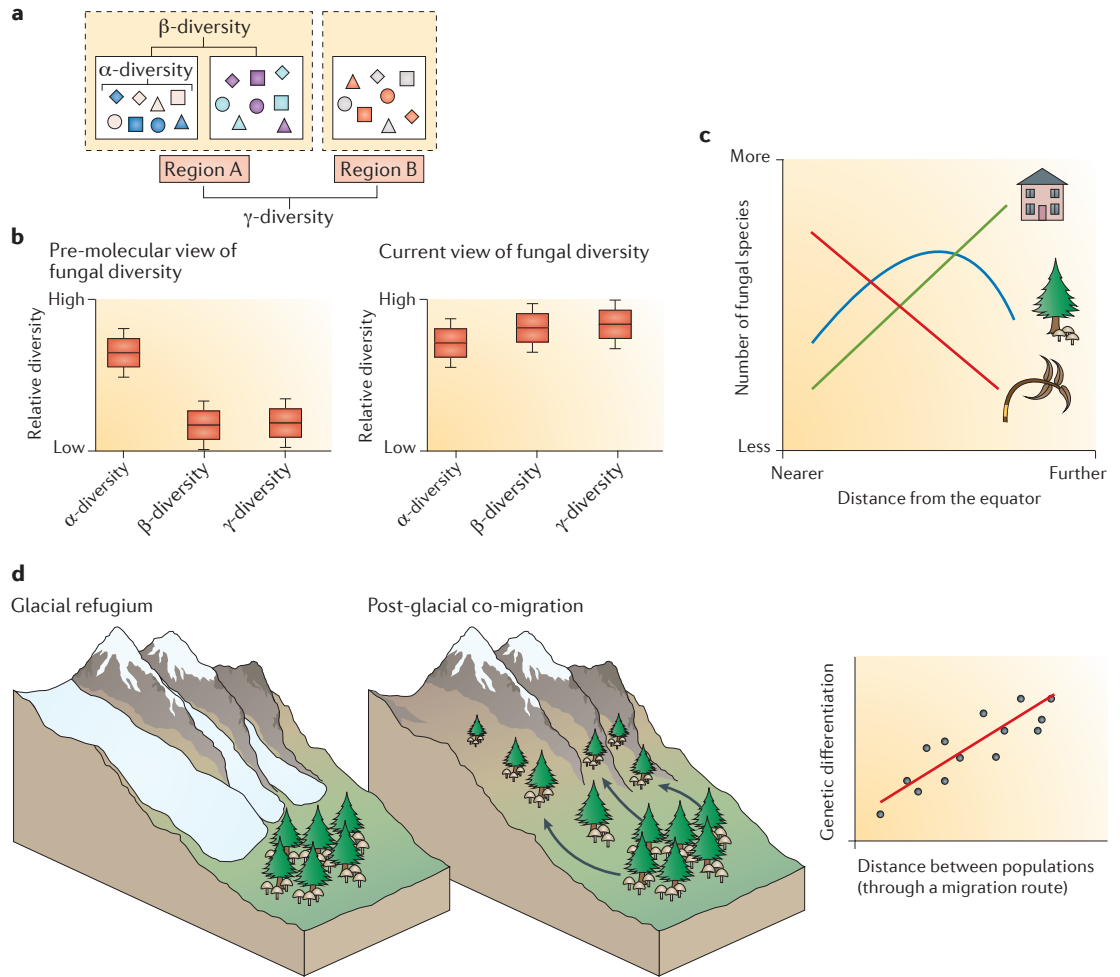 a
β-diversity
α-diversity
Region A
Region B
γ-diversity
b
Pre-molecular view of
fungal diversity
High
Relative diversity
Low
α-diversity
β-diversity
γ-diversity
Current view of fungal diversity
High
Relative diversity
Low
α-diversity
β-diversity
γ-diversity
c
More
Number of fungal species
Less
Nearer
Further
Distance from the equator
d
Glacial refugium
Post-glacial co-migration
Genetic differentiation
Distance between populations
(through a migration route)